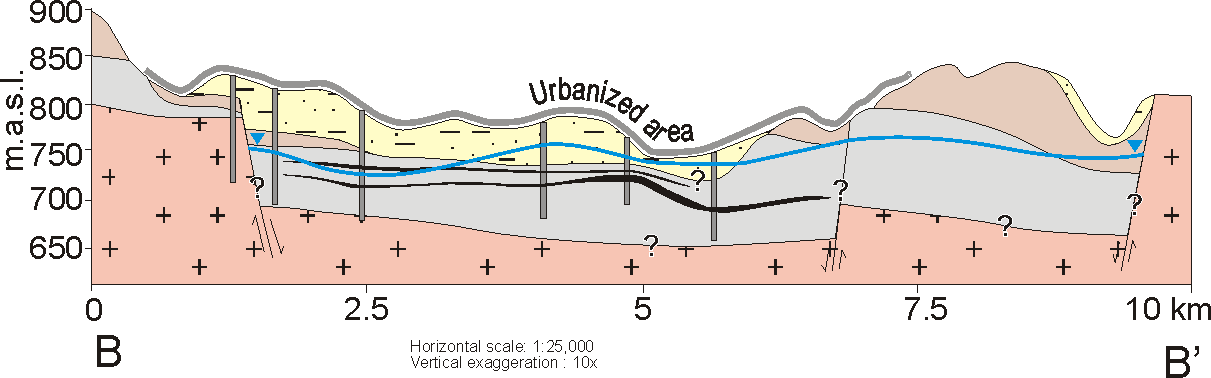 900
850
800
750
700
650
m.a.s.l.
Urbanized area
?
?
?
?
?
?
0
2.5
5
7.5
10 km
B
B’
Horizontal scale: 1:25,000
Vertical exaggeration : 10x